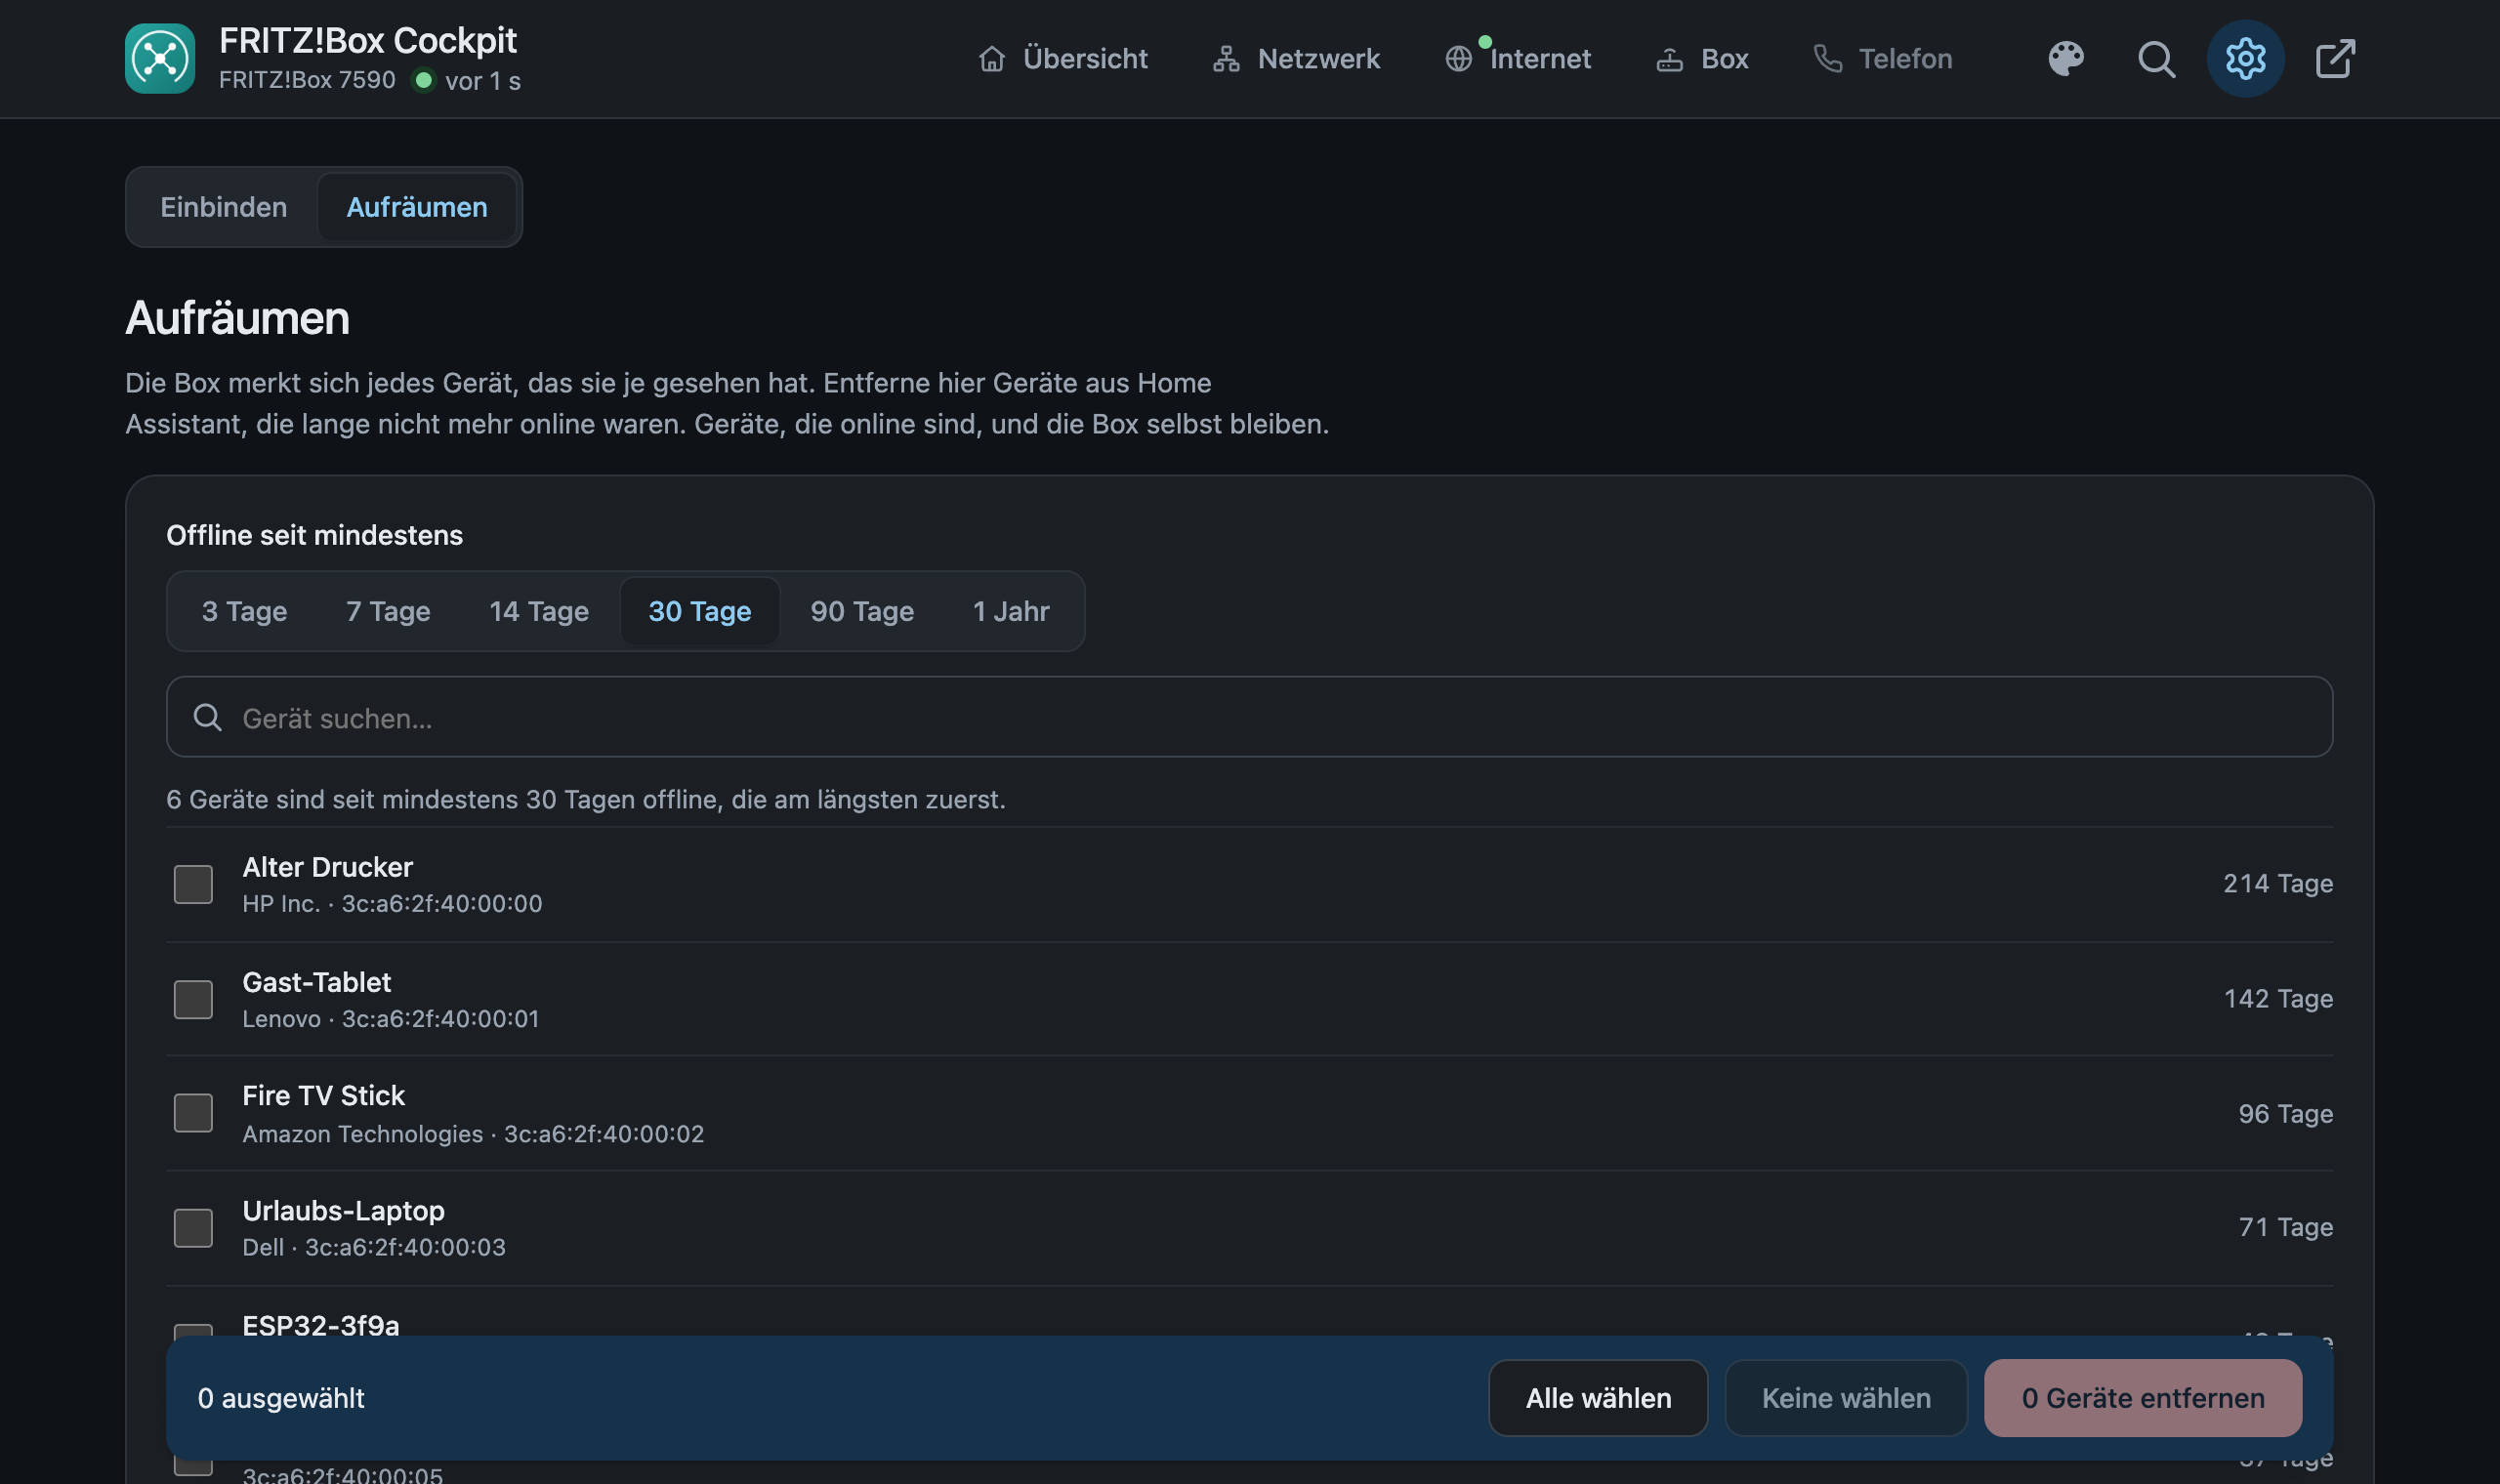 FRITZ!Box Cockpit
FRITZ!Box 7590 vor 1 s
Übersicht
Netzwerk
Internet
Box
Telefon
Einbinden
Aufräumen
Aufräumen
Die Box merkt sich jedes Gerät, das sie je gesehen hat. Entferne hier Geräte aus Home
Assistant, die lange nicht mehr online waren. Geräte, die online sind, und die Box selbst bleiben.
Offline seit mindestens
3 Tage
7 Tage
14 Tage
30 Tage
90 Tage
1 Jahr
Gerät suchen...
6 Geräte sind seit mindestens 30 Tagen offline, die am längsten zuerst.
Alter Drucker
HP Inc. · 3c:a6:2f:40:00:00
214 Tage
Gast-Tablet
Lenovo · 3c:a6:2f:40:00:01
142 Tage
Fire TV Stick
Amazon Technologies · 3c:a6:2f:40:00:02
96 Tage
Urlaubs-Laptop
Dell · 3c:a6:2f:40:00:03
71 Tage
ESP32-3f9a
0 ausgewählt
Alle wählen
Keine wählen
0 Geräte entfernen
3c:a6:2f:40:00:05